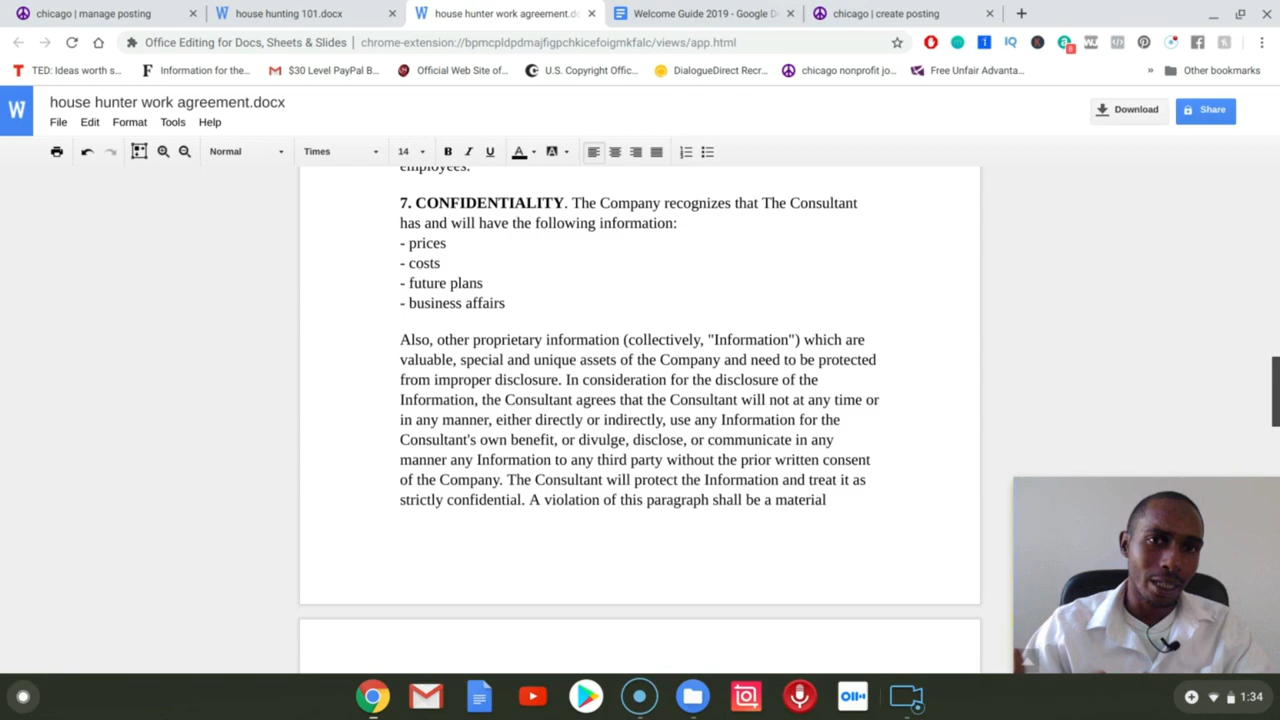 chicago | manage posting
house hunting 101.docx
house hunter work agreement.do
Welcome Guide 2019 - Google D
chicago | create posting
Office Editing for Docs, Sheets & Slides | chrome-extension://bpmcpldpdmajfigpchkicefoigmkfalc/views/app.html
IQ
8
TED: Ideas worth s...
Information for the...
$30 Level PayPal B...
Official Web Site of...
U.S. Copyright Offic...
DialogueDirect Recr...
chicago nonprofit jo...
Free Unfair Advanta...
»
Other bookmarks
W
house hunter work agreement.docx
File Edit Format Tools Help
Download
Share
Normal
Times
14
B I U A A
employees.
7. CONFIDENTIALITY. The Company recognizes that The Consultant
has and will have the following information:
- prices
- costs
- future plans
- business affairs
Also, other proprietary information (collectively, "Information") which are
valuable, special and unique assets of the Company and need to be protected
from improper disclosure. In consideration for the disclosure of the
Information, the Consultant agrees that the Consultant will not at any time or
in any manner, either directly or indirectly, use any Information for the
Consultant's own benefit, or divulge, disclose, or communicate in any
manner any Information to any third party without the prior written consent
of the Company. The Consultant will protect the Information and treat it as
strictly confidential. A violation of this paragraph shall be a material
1:34